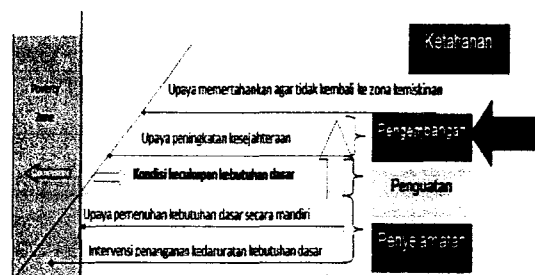 Ketahanan
Poverty
zone
Upaya memertahankan agar tidak kembali ke zona kemiskinan
Upaya peningkatan kesejahteraan
Pengembangan
Kondisi kecukupan kebutuhan dasar
Penguatan
Upaya pemenuhan kebutuhan dasar secara mandiri
Penyelamatan
Intervensi penanganan kedaruratan kebutuhan dasar